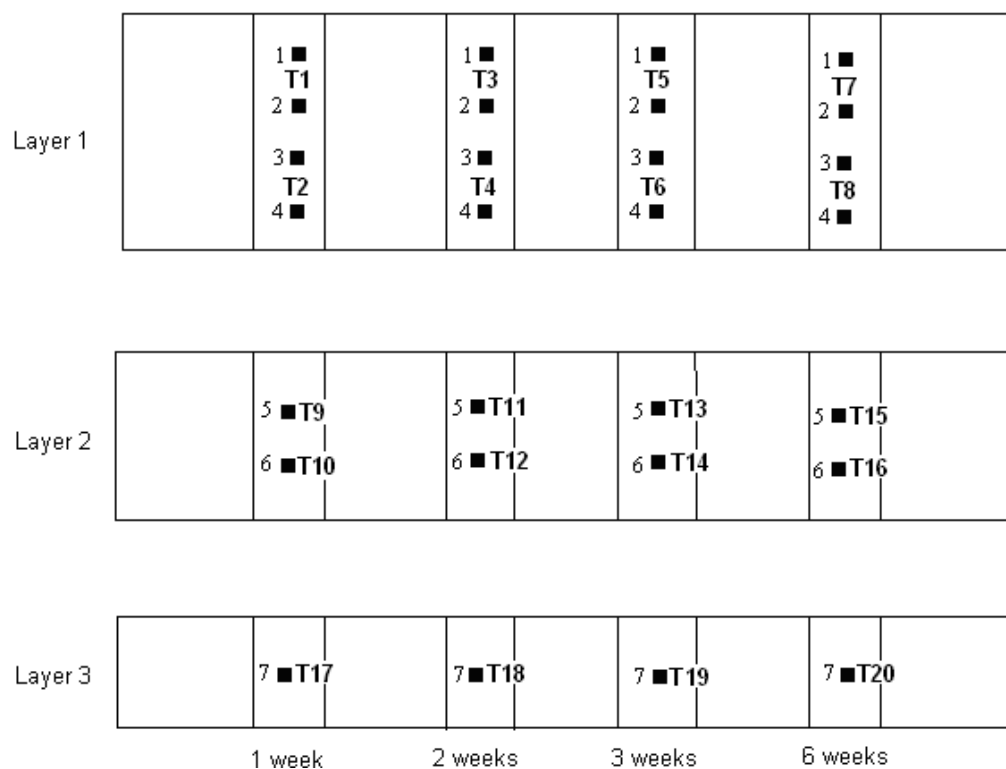 1 1 1 1
T1 T3 T5 T7
2 2 2 2
Layer 1
3 3 3 3
T2 T4 T6 T8
4 4 4 4
5 T9 5 T11 5 T13 5 T15
Layer 2
6 T10 6 T12 6 T14 6 T16
Layer 3 7 T17 7 T18 7 T19 7 T20
1 week 2 weeks 3 weeks 6 weeks